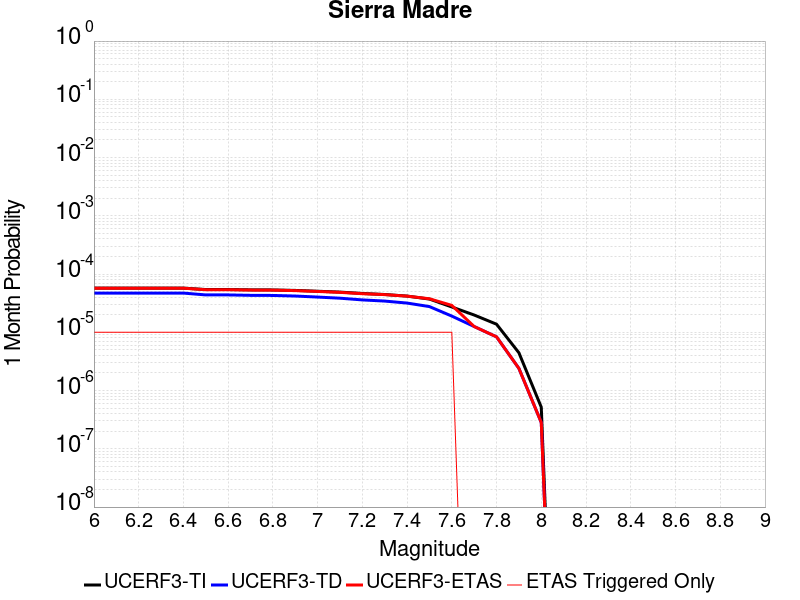 Sierra Madre
10 0
10 -1
10 -2
10 -3
10 -4
10 -5
10 -6
10 -7
10 -8
1 Month Probability
6 6.2 6.4 6.6 6.8 7 7.2 7.4 7.6 7.8 8 8.2 8.4 8.6 8.8 9
Magnitude
UCERF3-TI UCERF3-TD UCERF3-ETAS ETAS Triggered Only